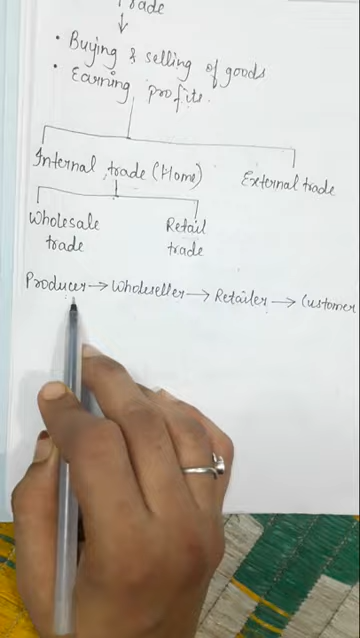 Trade
• Buying & selling of goods
• Earning profits.
Internal trade (Home)
External trade
Wholesale trade
Retail trade
Producer → Wholeseller → Retailer → Customer